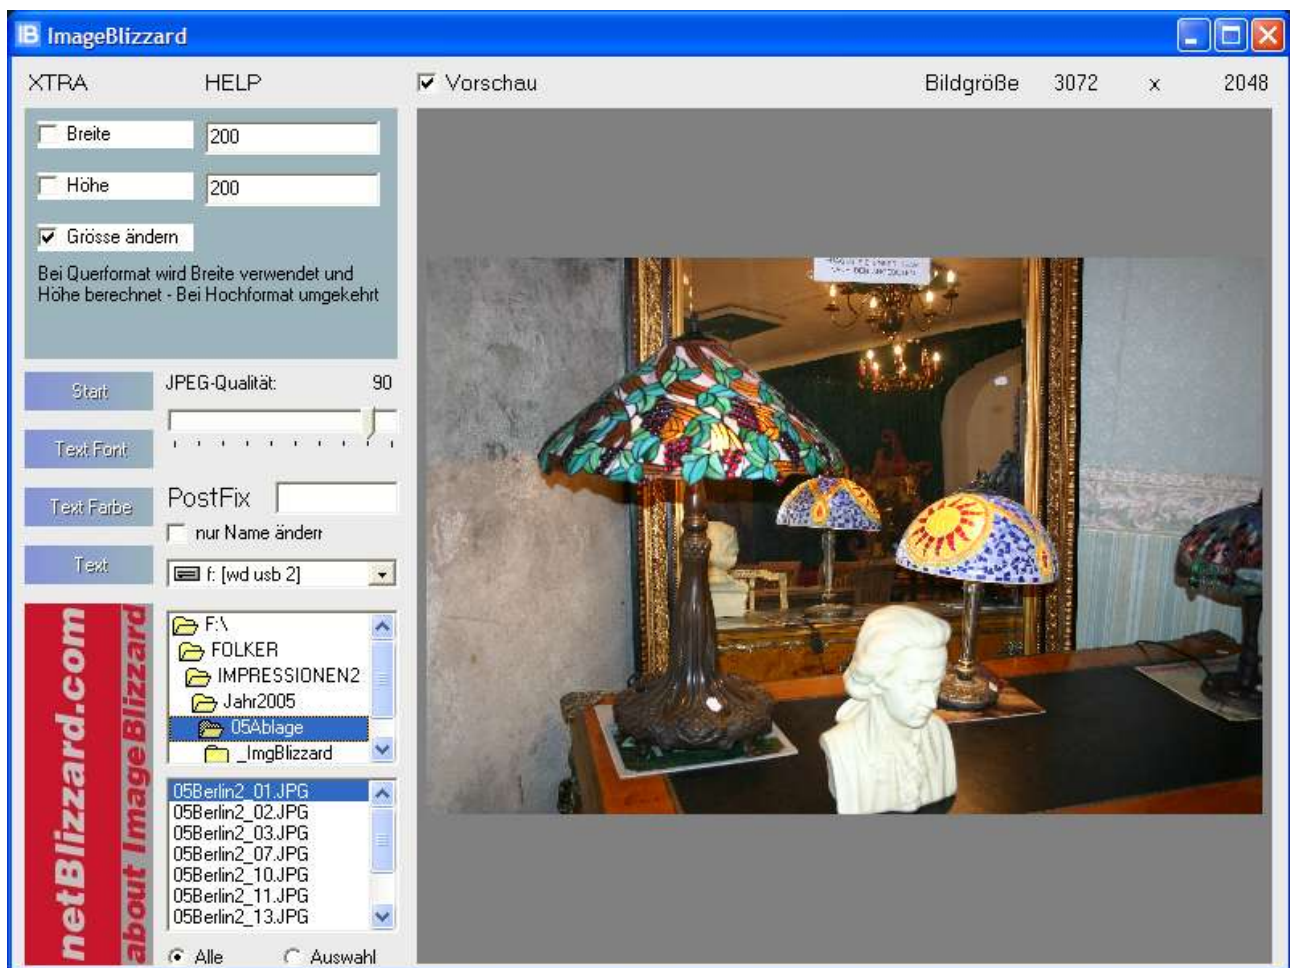 IB ImageBlizzard
XTRA HELP
Vorschau Bildgröße 3072 x 2048
Breite 200
Höhe 200
Grösse ändern
Bei Querformat wird Breite verwendet und
Höhe berechnet - Bei Hochformat umgekehrt
Start
JPEG-Qualität: 90
Text Font
PostFix
Text Farbe
nur Name änderr
Text
f: [wd usb 2]
F:\
FOLKER
IMPRESSIONEN2
Jahr2005
05Ablage
_ImgBlizzard
netBlizzard.com
about ImageBlizzard
05Berlin2_01.JPG
05Berlin2_02.JPG
05Berlin2_03.JPG
05Berlin2_07.JPG
05Berlin2_10.JPG
05Berlin2_11.JPG
05Berlin2_13.JPG
Alle Auswahl